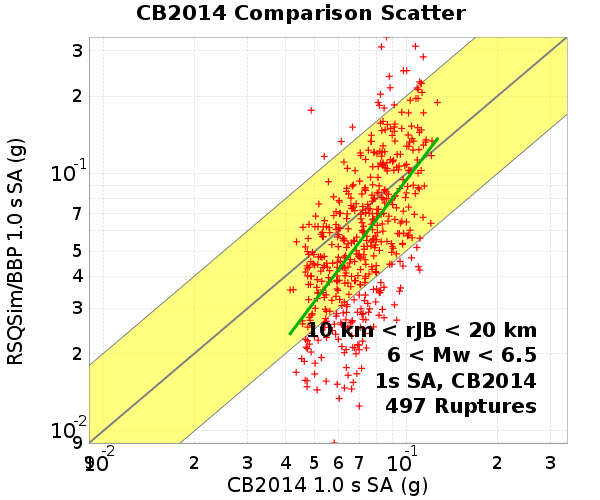 CB2014 Comparison Scatter
RSQSim/BBP 1.0 s SA (g)
3
2
10-1
7
5
4
3
2
10-2
9
10 km < rJB < 20 km
6 < Mw < 6.5
1s SA, CB2014
497 Ruptures
9 10-2 2 3 4 5 6 7 10-1 2 3
CB2014 1.0 s SA (g)